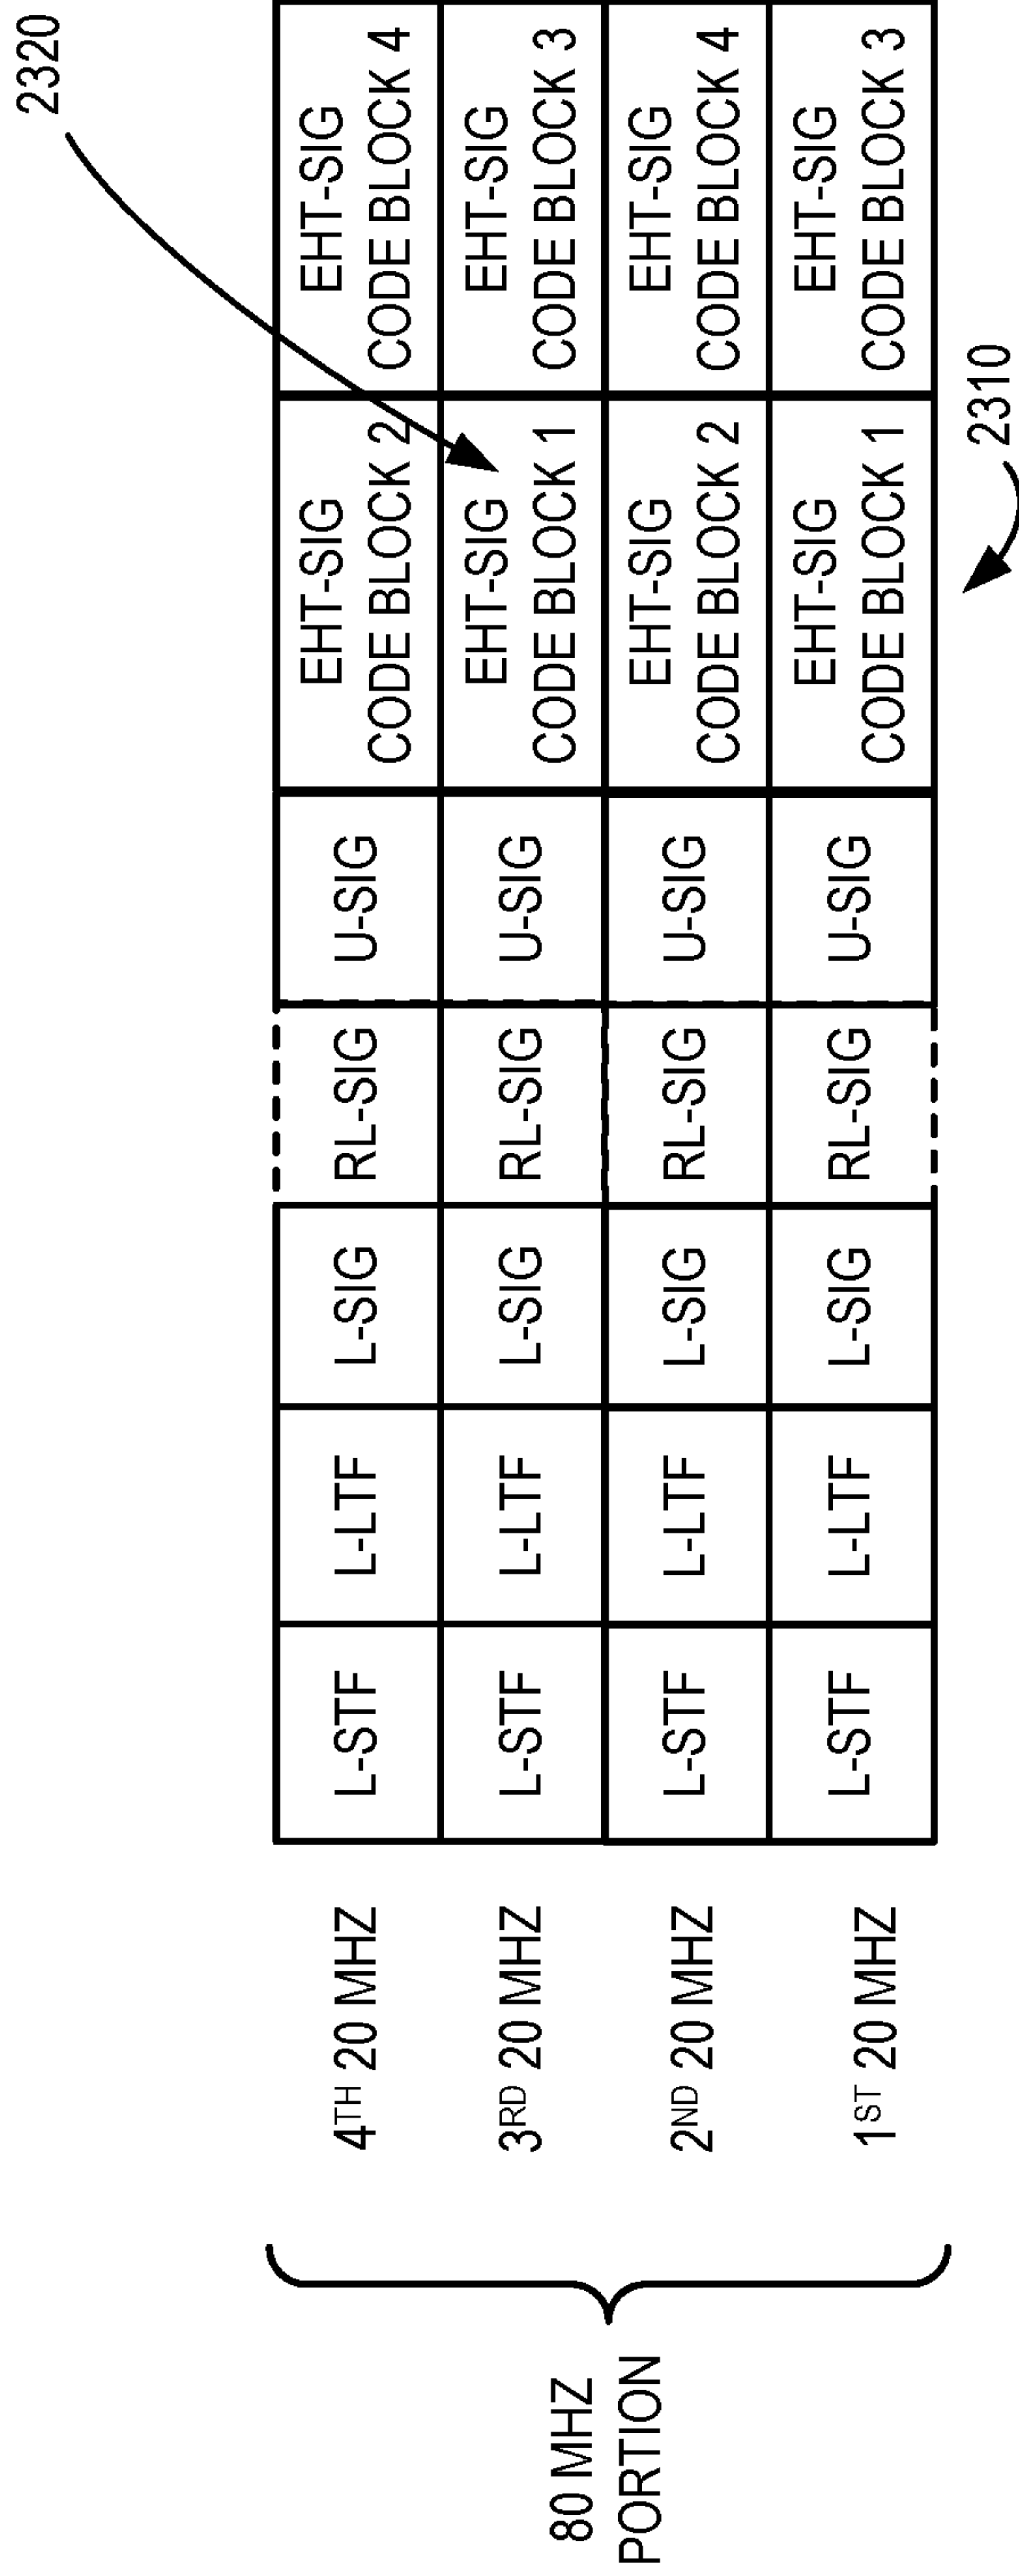 2320
80 MHZ
PORTION
4TH 20 MHZ
L-STF
L-LTF
L-SIG
RL-SIG
U-SIG
EHT-SIG
CODE BLOCK 2
EHT-SIG
CODE BLOCK 4
3RD 20 MHZ
L-STF
L-LTF
L-SIG
RL-SIG
U-SIG
EHT-SIG
CODE BLOCK 1
EHT-SIG
CODE BLOCK 3
2ND 20 MHZ
L-STF
L-LTF
L-SIG
RL-SIG
U-SIG
EHT-SIG
CODE BLOCK 2
EHT-SIG
CODE BLOCK 4
1ST 20 MHZ
L-STF
L-LTF
L-SIG
RL-SIG
U-SIG
EHT-SIG
CODE BLOCK 1
EHT-SIG
CODE BLOCK 3
2310